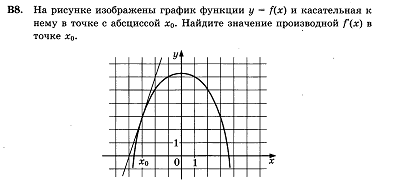 B8. На рисунке изображены график функции y = f(x) и касательная к
нему в точке с абсциссой x₀. Найдите значение производной f'(x) в
точке x₀.
y
1
x₀ 0 1 x